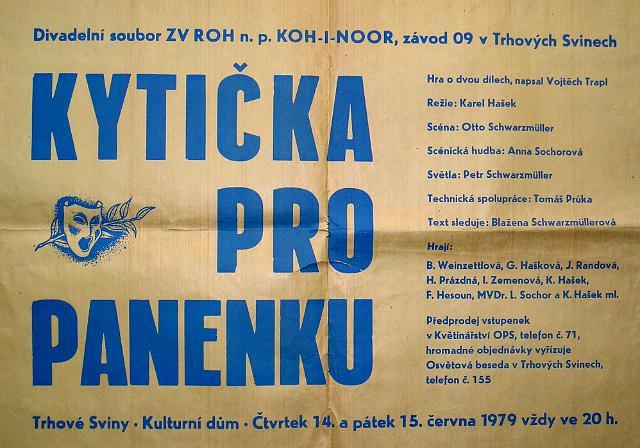 Divadelní soubor ZV ROH n. p. KOH-I-NOOR, závod 09 v Trhových Svinech
KYTIČKA
PRO
PANENKU
Hra o dvou dílech, napsal Vojtěch Trapl
Režie: Karel Hašek
Scéna: Otto Schwarzmüller
Scénická hudba: Anna Sochorová
Světla: Petr Schwarzmüller
Technická spolupráce: Tomáš Průka
Text sleduje: Blažena Schwarzmüllerová
Hrají:
B. Weinzettlová, G. Hašková, J. Randová,
H. Prázdná, I. Zemenová, K. Hašek,
F. Hesoun, MVDr. L. Sochor a K. Hašek ml.
Předprodej vstupenek
v Květinářství OPS, telefon č. 71,
hromadné objednávky vyřizuje
Osvětová beseda v Trhových Svinech,
telefon č. 155
Trhové Sviny · Kulturní dům · Čtvrtek 14. a pátek 15. června 1979 vždy ve 20 h.